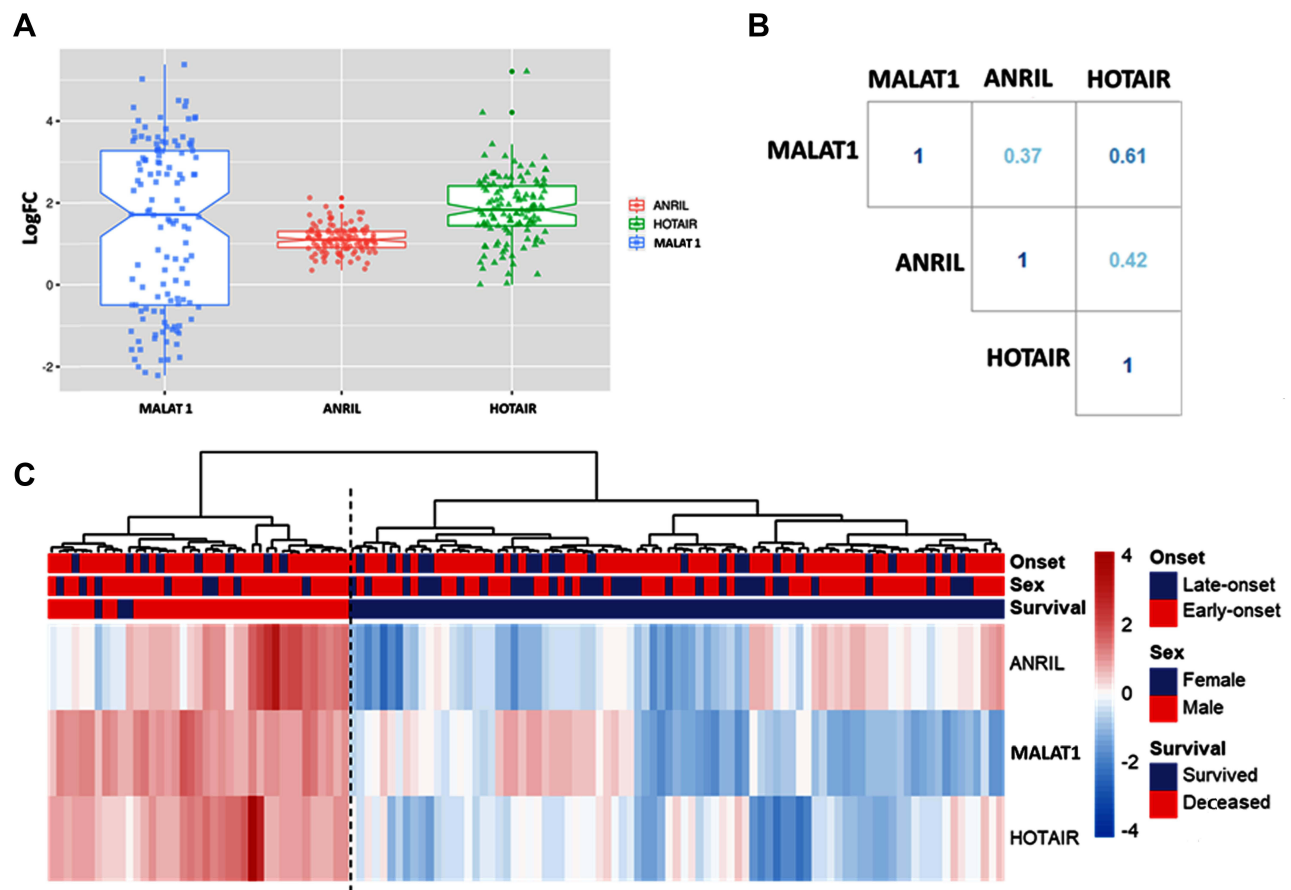 A
LogFC
4
2
0
-2
MALAT 1
ANRIL
HOTAIR
ANRIL
HOTAIR
MALAT 1
B
MALAT1 ANRIL HOTAIR
MALAT1 1 0.37 0.61
ANRIL 1 0.42
HOTAIR 1
C
Onset
Sex
Survival
ANRIL
MALAT1
HOTAIR
4
2
0
-2
-4
Onset
Late-onset
Early-onset
Sex
Female
Male
Survival
Survived
Deceased